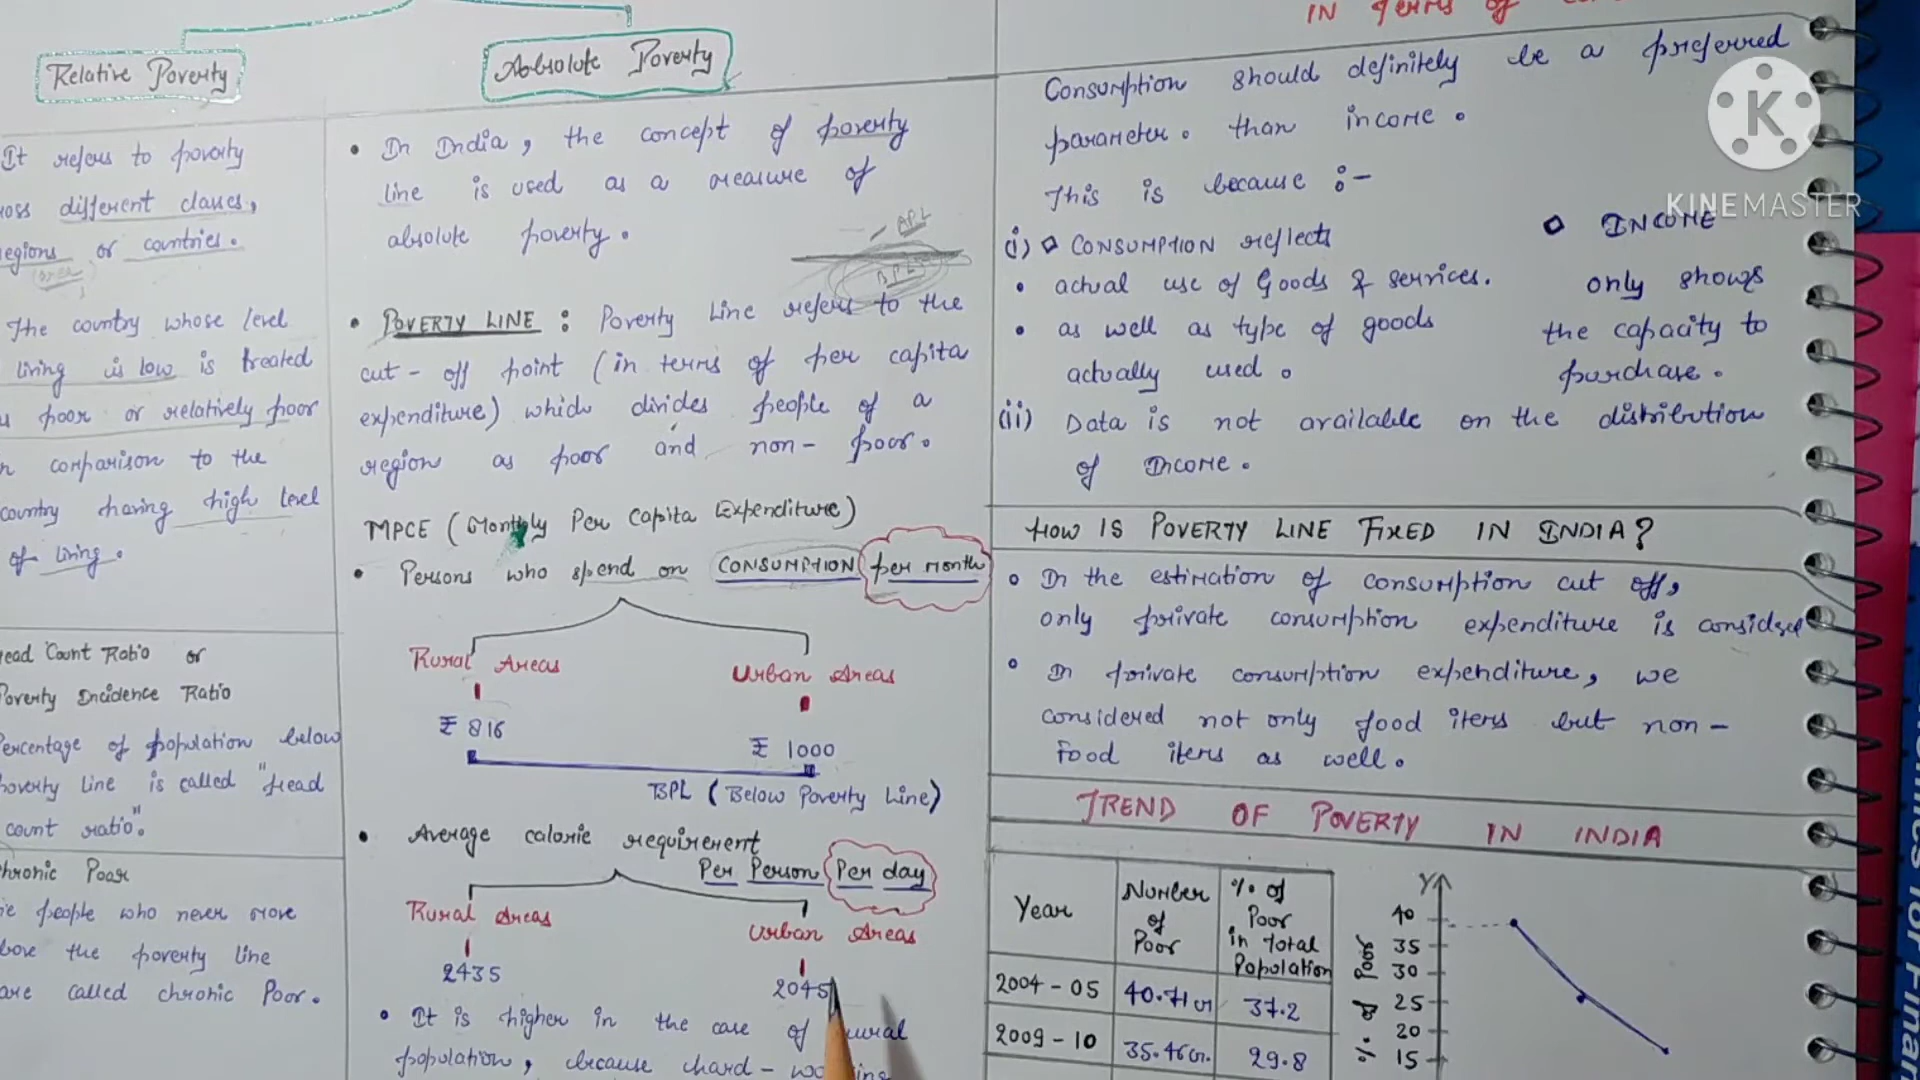 Relative Poverty
Absolute Poverty
It refers to poverty
different classes,
or countries.
The country whose level
living is low is treated
poor or relatively poor
comparison to the
country having high level
of living.
Count Ratio or
Poverty Incidence Ratio
Percentage of population below
poverty line is called "Head
count ratio".
Chronic Poor
people who never move
the poverty line
are called chronic Poor.
• In India, the concept of poverty
line is used as a measure of
absolute poverty.
APL
BPL
• POVERTY LINE : Poverty Line refers to the
cut-off point (in terms of per capita
expenditure) which divides people of a
region as poor and non-poor.
MPCE (Monthly Per Capita Expenditure)
• Persons who spend on CONSUMPTION per month
Rural Areas
Urban Areas
₹ 816
₹ 1000
BPL (Below Poverty Line)
• Average calorie requirement
Per Person Per day
Rural Areas
Urban Areas
2435
2045
• It is higher in the case of rural
population, because hard-
IN Terms of
Consumption should definitely be a preferred
parameter. than income.
This is because :-
(i) CONSUMPTION reflects
• actual use of Goods & services.
• as well as type of goods
actually used.
INCOME
only shows
the capacity to
purchase.
(ii) Data is not available on the distribution
of Income.
HOW IS POVERTY LINE FIXED IN INDIA?
• In the estimation of consumption cut off,
only private consumption expenditure is considered
• In private consumption expenditure, we
considered not only food items but non-
food items as well.
TREND OF POVERTY IN INDIA
Year Number of Poor % of Poor in total Population
2004-05 40.71 cr 37.2
2009-10 35.46 cr. 29.8
Y
40
35
30
25
20
15
% of Poor
K
KINEMASTER